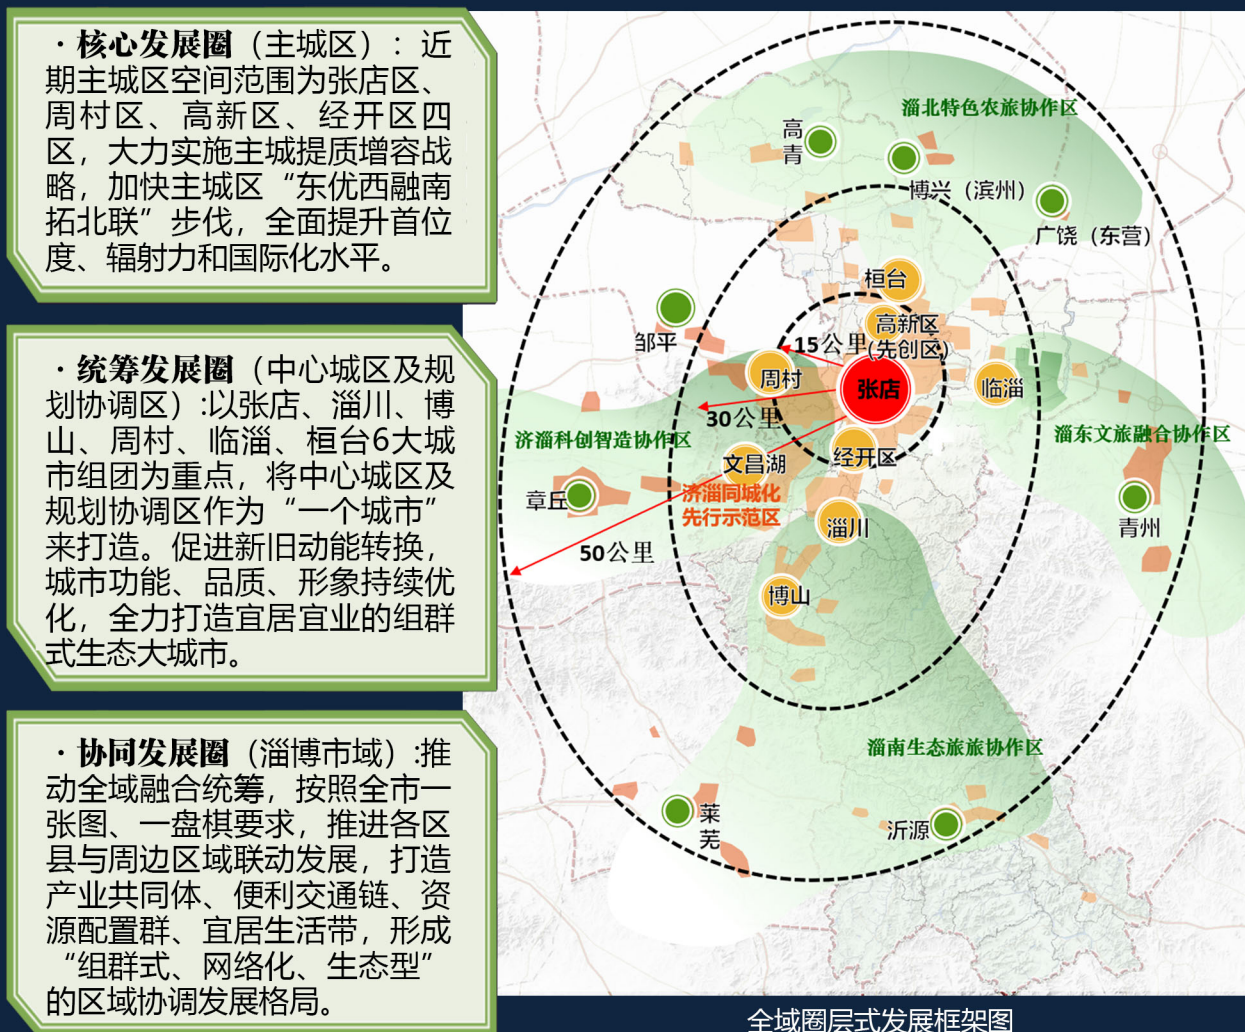 ·核心发展圈（主城区）：近
期主城区空间范围为张店区、
周村区、高新区、经开区四
区，大力实施主城提质增容战
略，加快主城区“东优西融南
拓北联”步伐，全面提升首位
度、辐射力和国际化水平。
·统筹发展圈（中心城区及规
划协调区）:以张店、淄川、博
山、周村、临淄、桓台6大城
市组团为重点，将中心城区及
规划协调区作为“一个城市”
来打造。促进新旧动能转换，
城市功能、品质、形象持续优
化，全力打造宜居宜业的组群
式生态大城市。
·协同发展圈（淄博市域）:推
动全域融合统筹，按照全市一
张图、一盘棋要求，推进各区
县与周边区域联动发展，打造
产业共同体、便利交通链、资
源配置群、宜居生活带，形成
“组群式、网络化、生态型”
的区域协调发展格局。
淄北特色农旅协作区
高
青
博兴（滨州）
广饶（东营）
桓台
高新区
（先创区）
邹平
15公里
周村
张店
临淄
30公里
济淄科创智造协作区
淄东文旅融合协作区
经开区
文昌湖
济淄同城化
先行示范区
章丘
青州
淄川
50公里
博山
淄南生态旅旅协作区
莱
芜
沂源
全域圈层式发展框架图